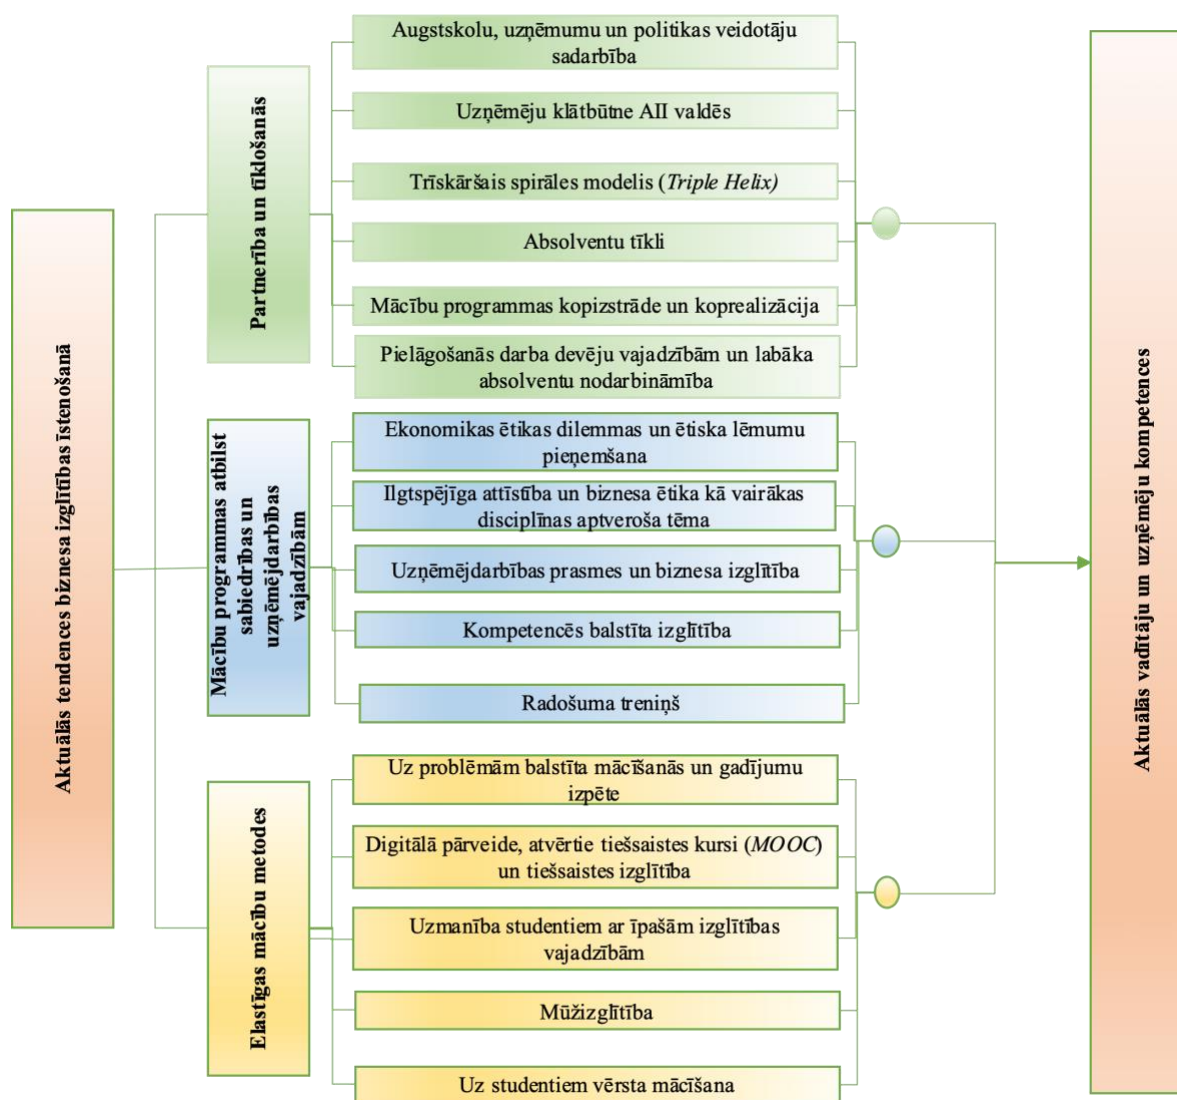 Aktuālās tendences biznesa izglītības īstenošanā
Partnerība un tīklošanās
Augstskolu, uzņēmumu un politikas veidotāju
sadarbība
Uzņēmēju klātbūtne AII valdēs
Trīskāršais spirāles modelis (Triple Helix)
Absolventu tīkli
Mācību programmas kopizstrāde un koprealizācija
Pielāgošanās darba devēju vajadzībām un labāka
absolventu nodarbināmība
Mācību programmas atbilst
sabiedrības un
uzņēmējdarbības
vajadzībām
Ekonomikas ētikas dilemmas un ētiska lēmumu
pieņemšana
Ilgtspējīga attīstība un biznesa ētika kā vairākas
disciplīnas aptveroša tēma
Uzņēmējdarbības prasmes un biznesa izglītība
Kompetencēs balstīta izglītība
Radošuma treniņš
Elastīgas mācību metodes
Uz problēmām balstīta mācīšanās un gadījumu
izpēte
Digitālā pārveide, atvērtie tiešsaistes kursi (MOOC)
un tiešsaistes izglītība
Uzmanība studentiem ar īpašām izglītības
vajadzībām
Mūžizglītība
Uz studentiem vērsta mācīšana
Aktuālās vadītāju un uzņēmēju kompetences